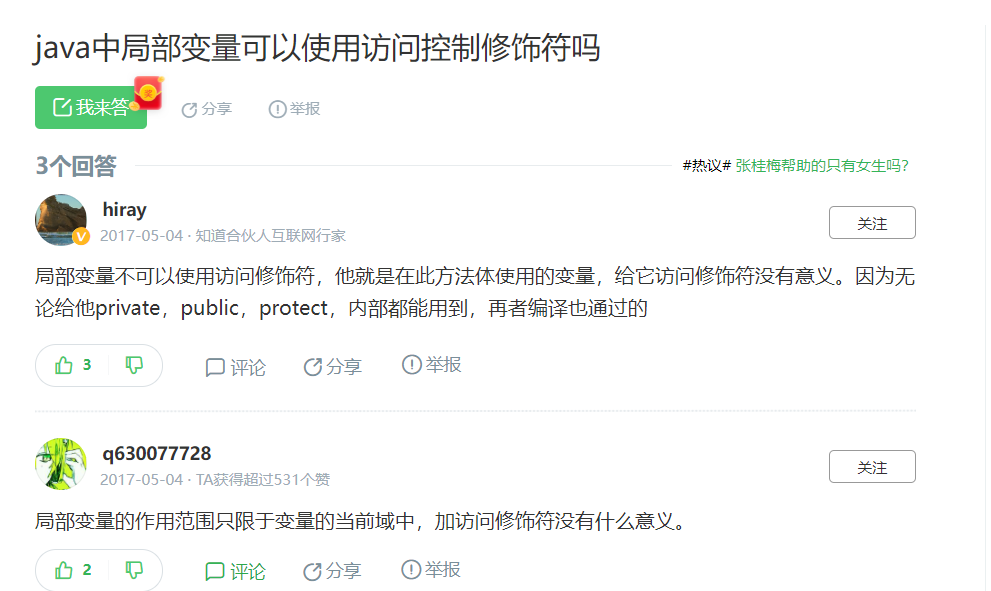 java中局部变量可以使用访问控制修饰符吗
我来答 奖 分享 举报
3个回答 #热议# 张桂梅帮助的只有女生吗?
hiray
V 2017-05-04 · 知道合伙人互联网行家 关注
局部变量不可以使用访问修饰符，他就是在此方法体使用的变量，给它访问修饰符没有意义。因为无
论给他private，public，protect，内部都能用到，再者编译也通过的
3 评论 分享 举报
q630077728
2017-05-04 · TA获得超过531个赞 关注
局部变量的作用范围只限于变量的当前域中，加访问修饰符没有什么意义。
2 评论 分享 举报